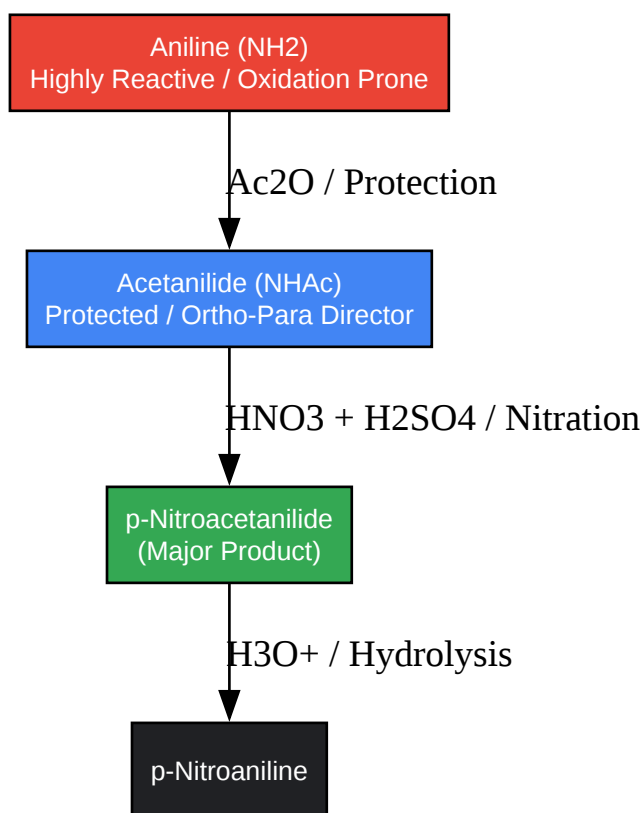 Aniline (NH2)
Highly Reactive / Oxidation Prone
Ac2O / Protection
Acetanilide (NHAc)
Protected / Ortho-Para Director
HNO3 + H2SO4 / Nitration
p-Nitroacetanilide
(Major Product)
H3O+ / Hydrolysis
p-Nitroaniline